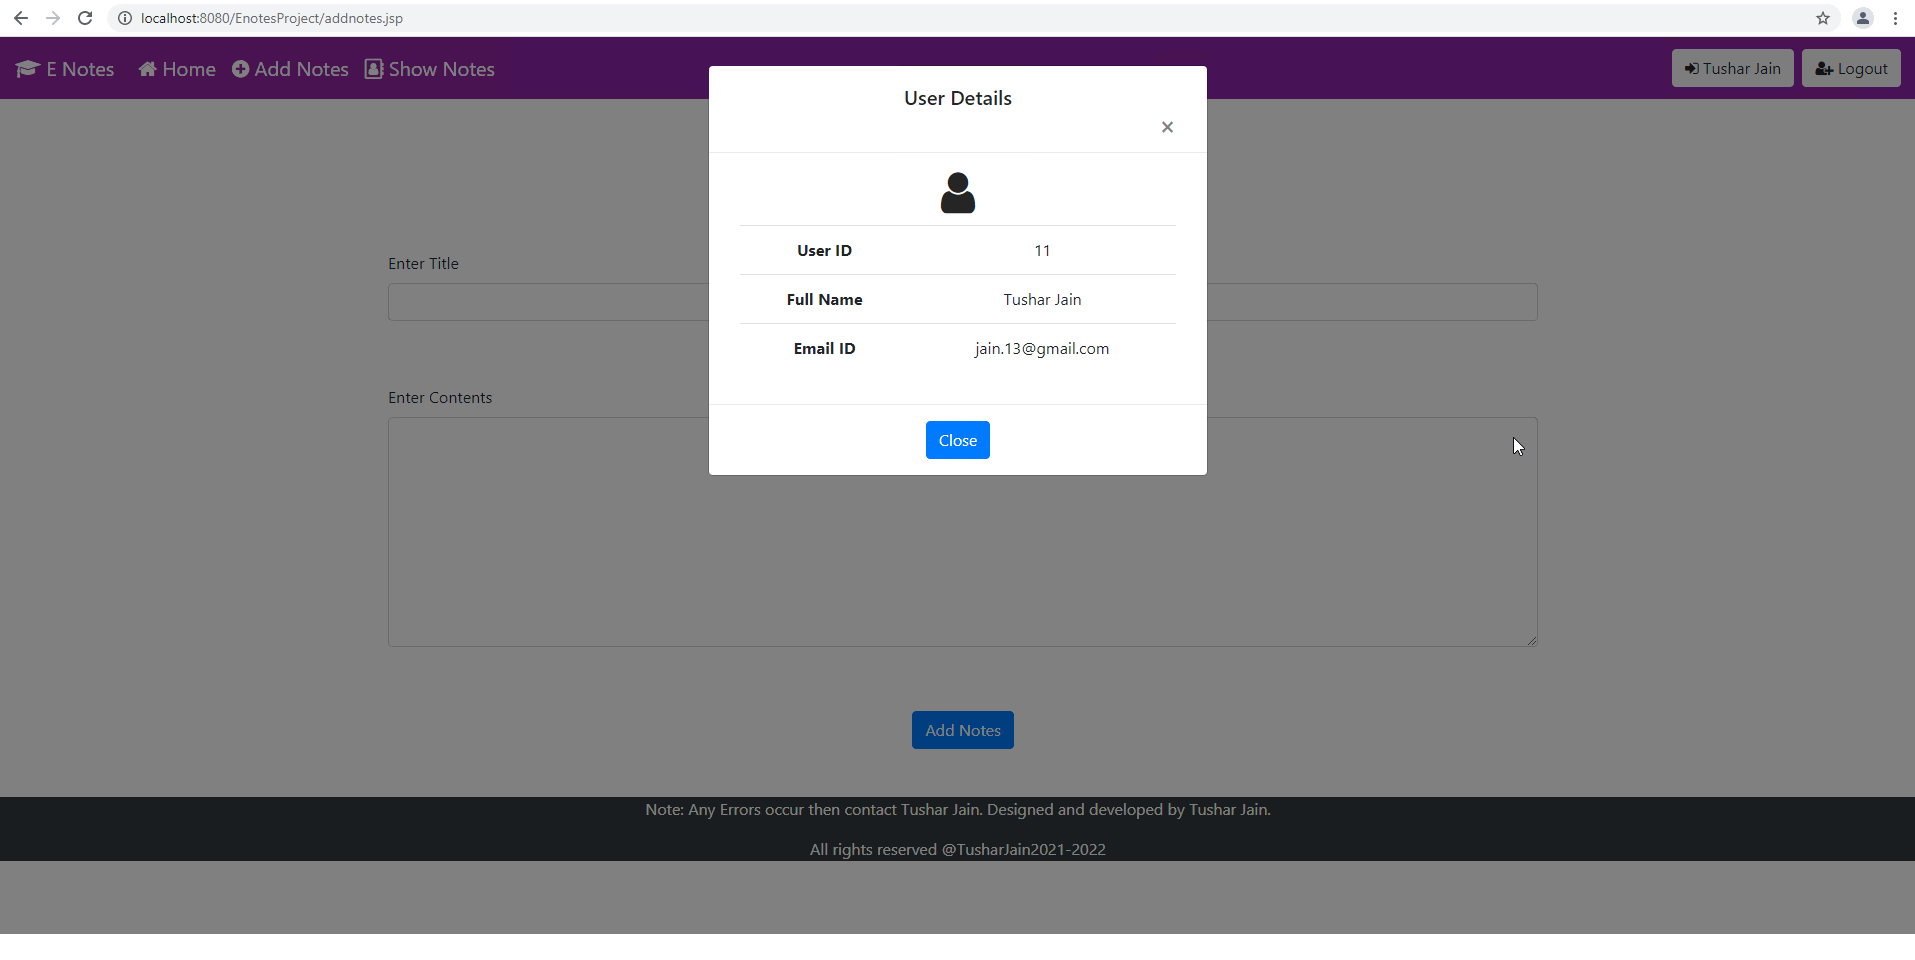 localhost:8080/EnotesProject/addnotes.jsp
E Notes Home Add Notes Show Notes Tushar Jain Logout
User Details
×
User ID 11
Full Name Tushar Jain
Email ID jain.13@gmail.com
Close
Enter Title
Enter Contents
Add Notes
Note: Any Errors occur then contact Tushar Jain. Designed and developed by Tushar Jain.
All rights reserved @TusharJain2021-2022